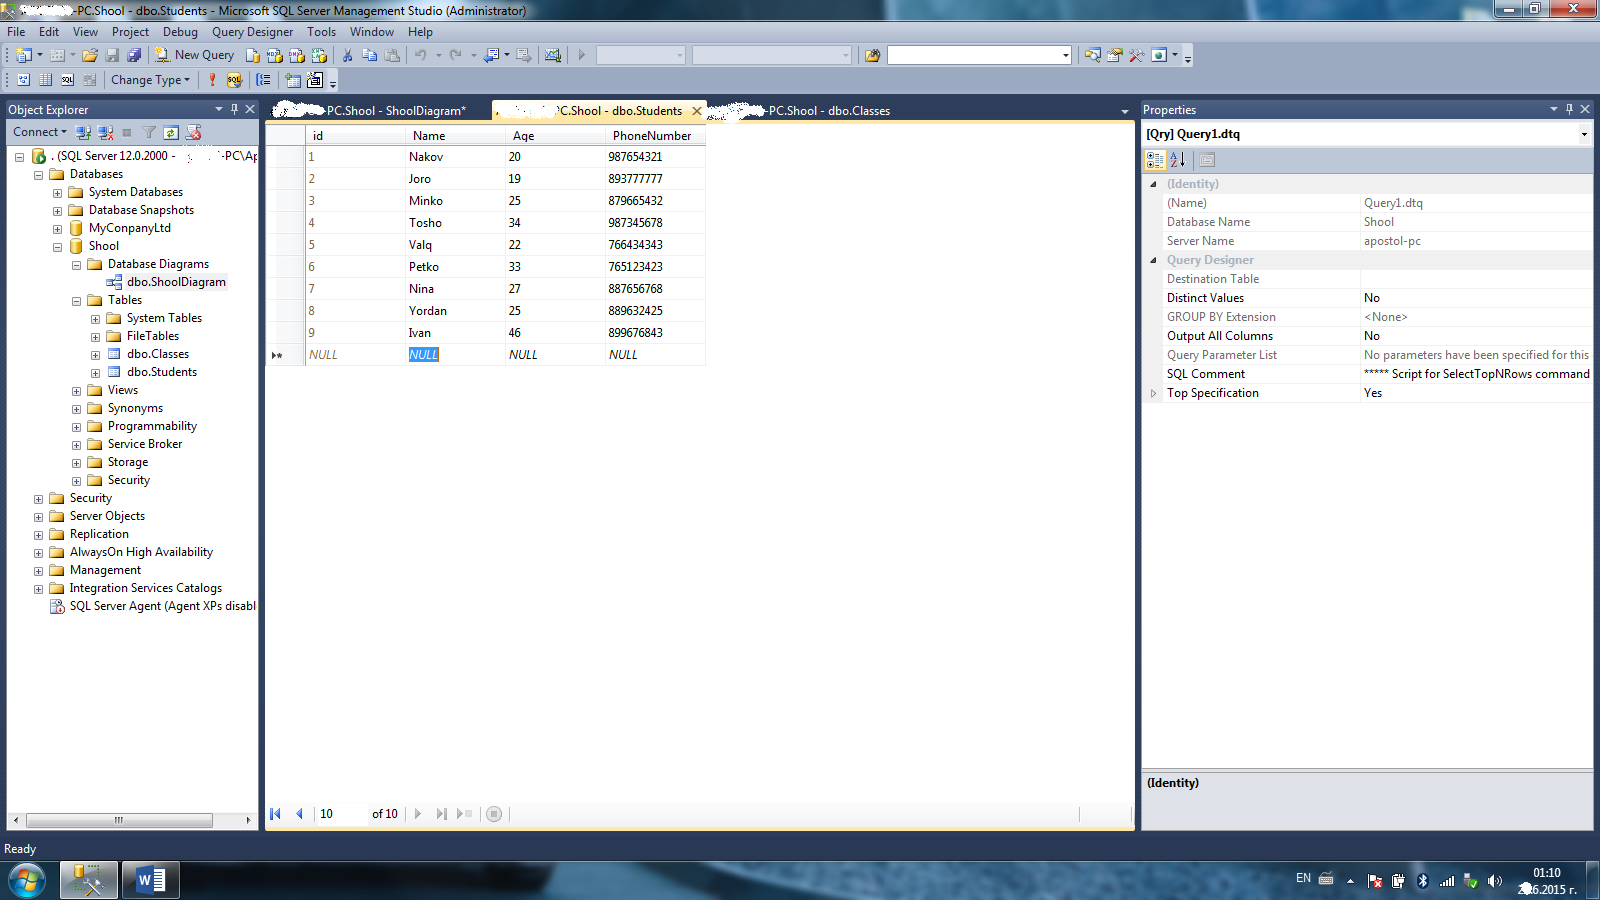 -PC.Shool - dbo.Students - Microsoft SQL Server Management Studio (Administrator)
File Edit View Project Debug Query Designer Tools Window Help
New Query
Change Type
Object Explorer
Connect
. (SQL Server 12.0.2000 - -PC\Ap
Databases
System Databases
Database Snapshots
MyConpanyLtd
Shool
Database Diagrams
dbo.ShoolDiagram
Tables
System Tables
FileTables
dbo.Classes
dbo.Students
Views
Synonyms
Programmability
Service Broker
Storage
Security
Security
Server Objects
Replication
AlwaysOn High Availability
Management
Integration Services Catalogs
SQL Server Agent (Agent XPs disabl
-PC.Shool - ShoolDiagram* PC.Shool - dbo.Students -PC.Shool - dbo.Classes
id Name Age PhoneNumber
1 Nakov 20 987654321
2 Joro 19 893777777
3 Minko 25 879665432
4 Tosho 34 987345678
5 Valq 22 766434343
6 Petko 33 765123423
7 Nina 27 887656768
8 Yordan 25 889632425
9 Ivan 46 899676843
NULL NULL NULL NULL
10 of 10
Properties
[Qry] Query1.dtq
(Identity)
(Name) Query1.dtq
Database Name Shool
Server Name apostol-pc
Query Designer
Destination Table
Distinct Values No
GROUP BY Extension <None>
Output All Columns No
Query Parameter List No parameters have been specified for this
SQL Comment ***** Script for SelectTopNRows command
Top Specification Yes
(Identity)
Ready
EN
01:10
6.2015 г.